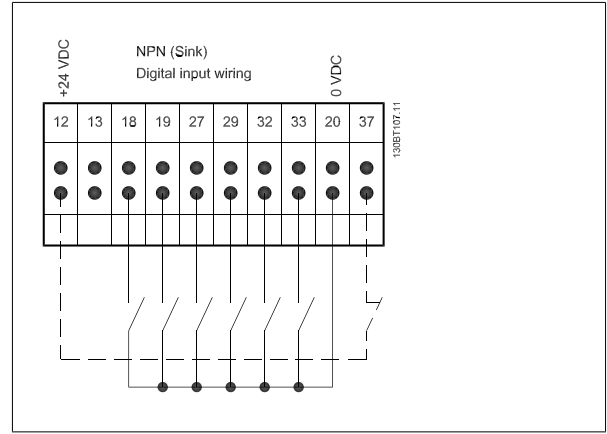 +24 VDC
NPN (Sink)
Digital input wiring
0 VDC
12 13 18 19 27 29 32 33 20 37
130BT107.11